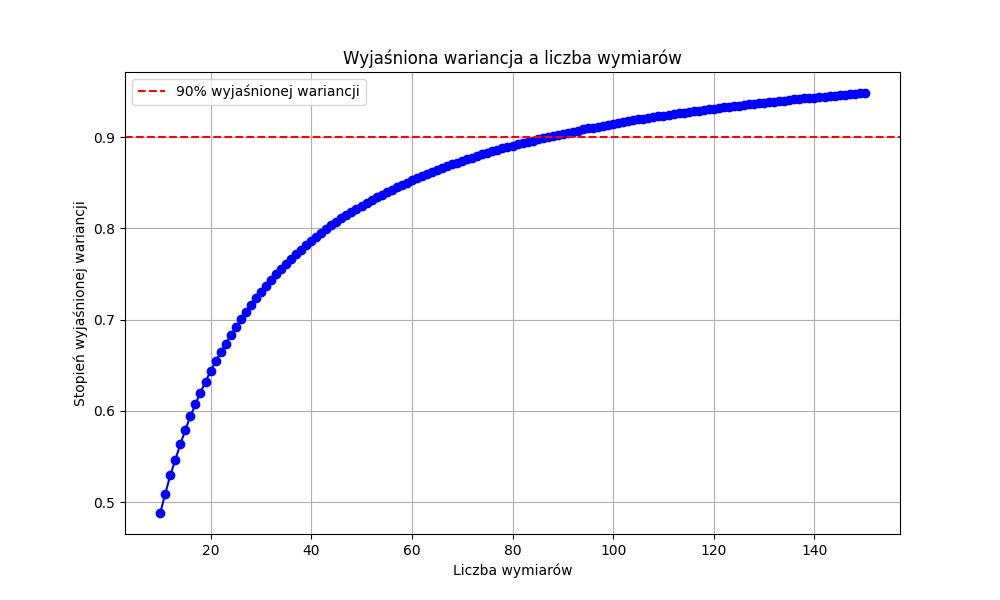 Wyjaśniona wariancja a liczba wymiarów
90% wyjaśnionej wariancji
Stopień wyjaśnionej wariancji
0.9
0.8
0.7
0.6
0.5
20 40 60 80 100 120 140
Liczba wymiarów